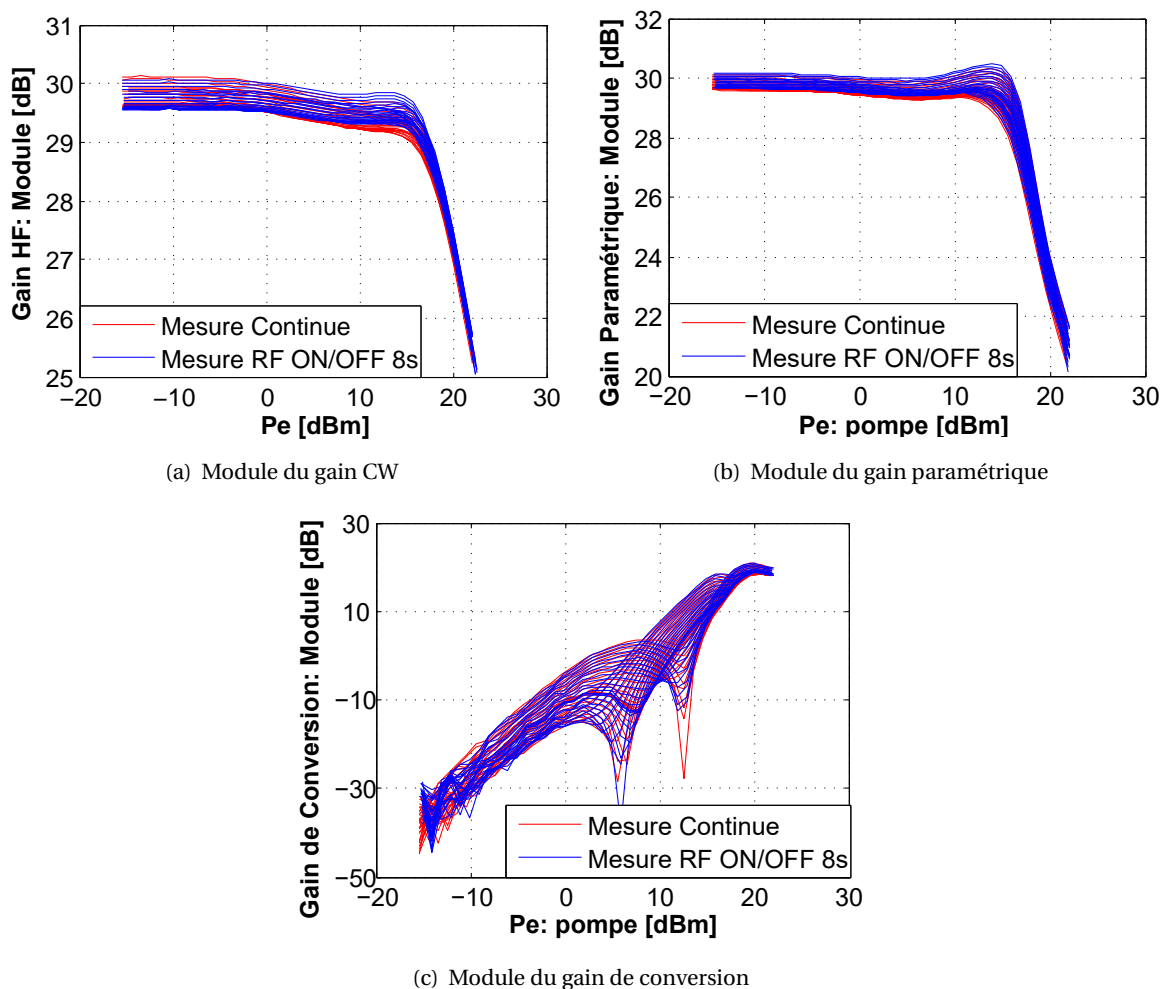 31
30
29
28
27
26
25
Gain HF: Module [dB]
Mesure Continue
Mesure RF ON/OFF 8s
−20 −10 0 10 20 30
Pe [dBm]
(a) Module du gain CW
32
30
28
26
24
22
20
Gain Paramétrique: Module [dB]
Mesure Continue
Mesure RF ON/OFF 8s
−20 −10 0 10 20 30
Pe: pompe [dBm]
(b) Module du gain paramétrique
30
10
−10
−30
−50
Gain de Conversion: Module [dB]
Mesure Continue
Mesure RF ON/OFF 8s
−20 −10 0 10 20 30
Pe: pompe [dBm]
(c) Module du gain de conversion